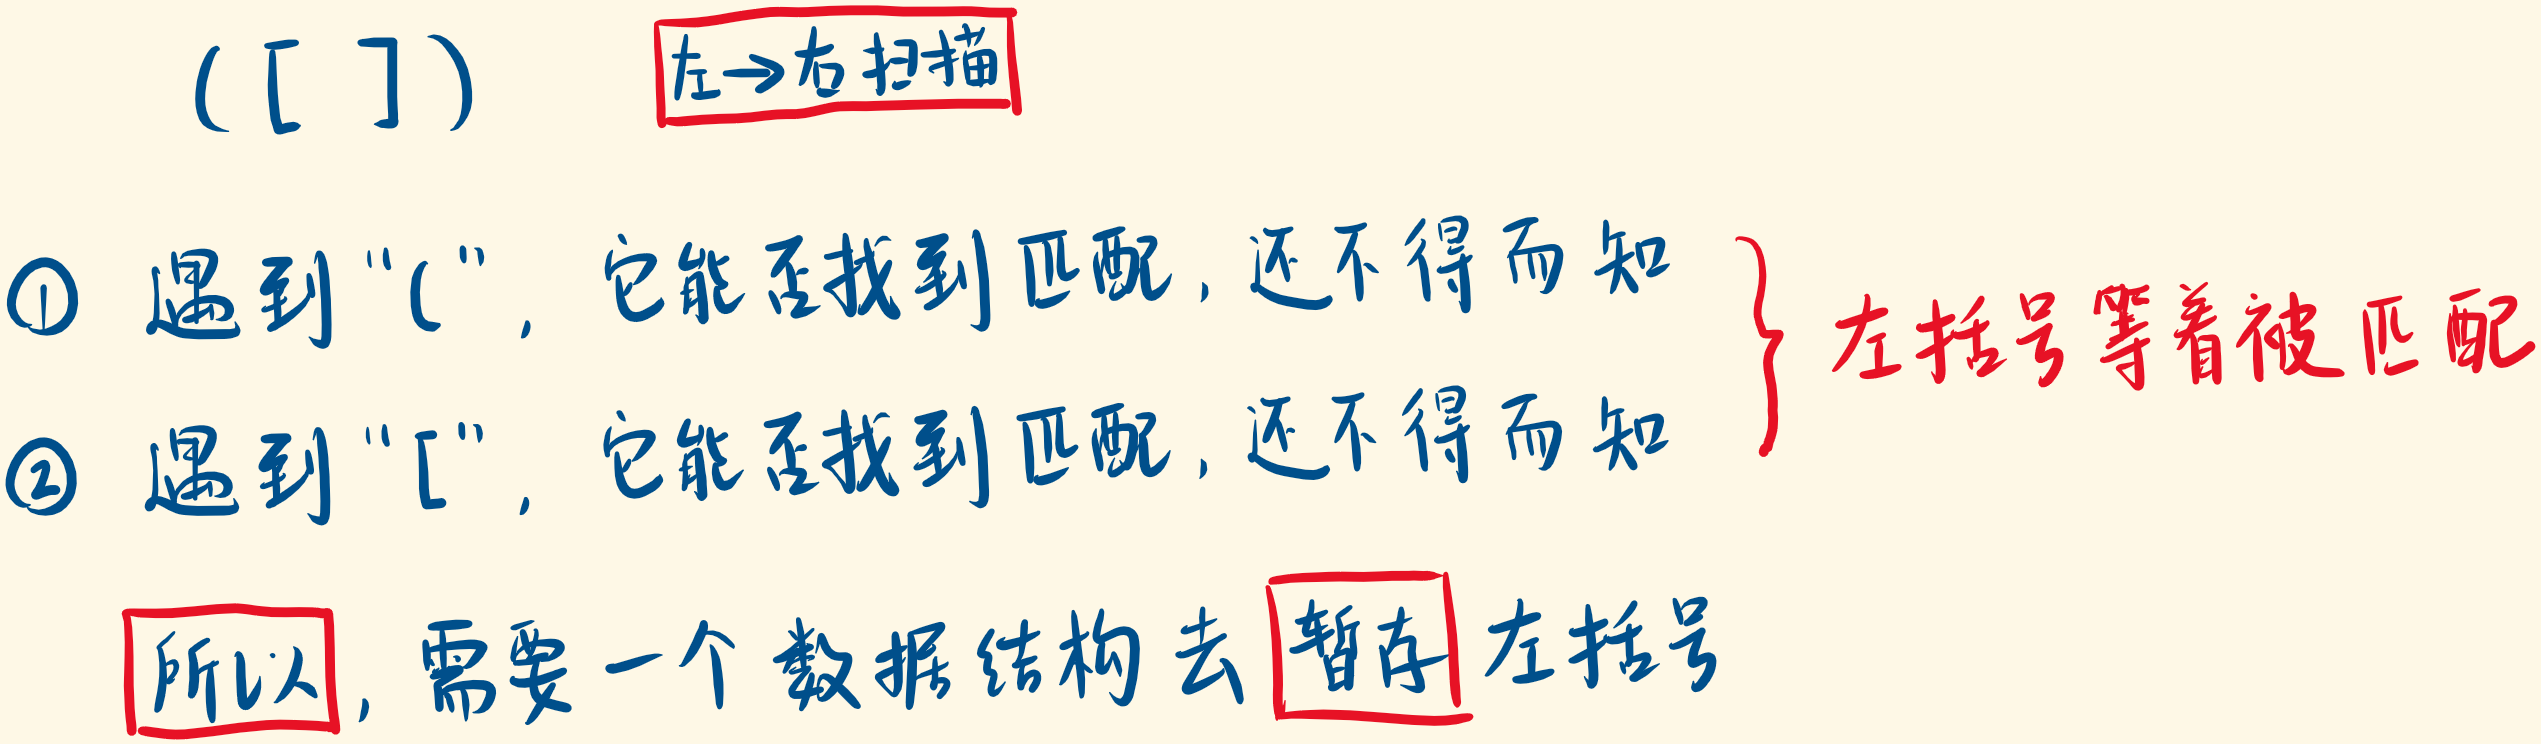 ([ ]) 左→右扫描
① 遇到“(”, 它能否找到匹配, 还不得而知
左括号等着被匹配
② 遇到“[”, 它能否找到匹配, 还不得而知
所以, 需要一个数据结构去暂存左括号